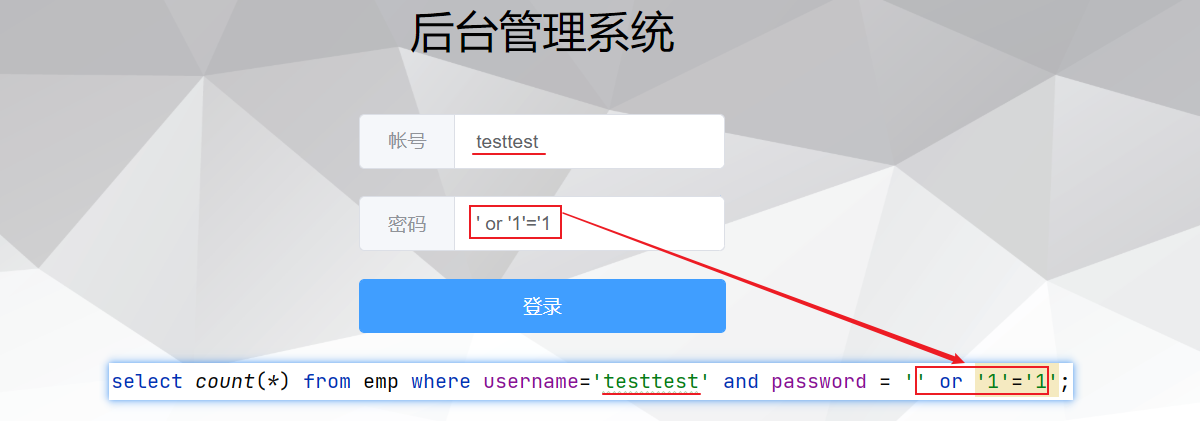 后台管理系统
帐号 testtest
密码 ' or '1'='1
登录
select count(*) from emp where username='testtest' and password = '' or '1'='1';